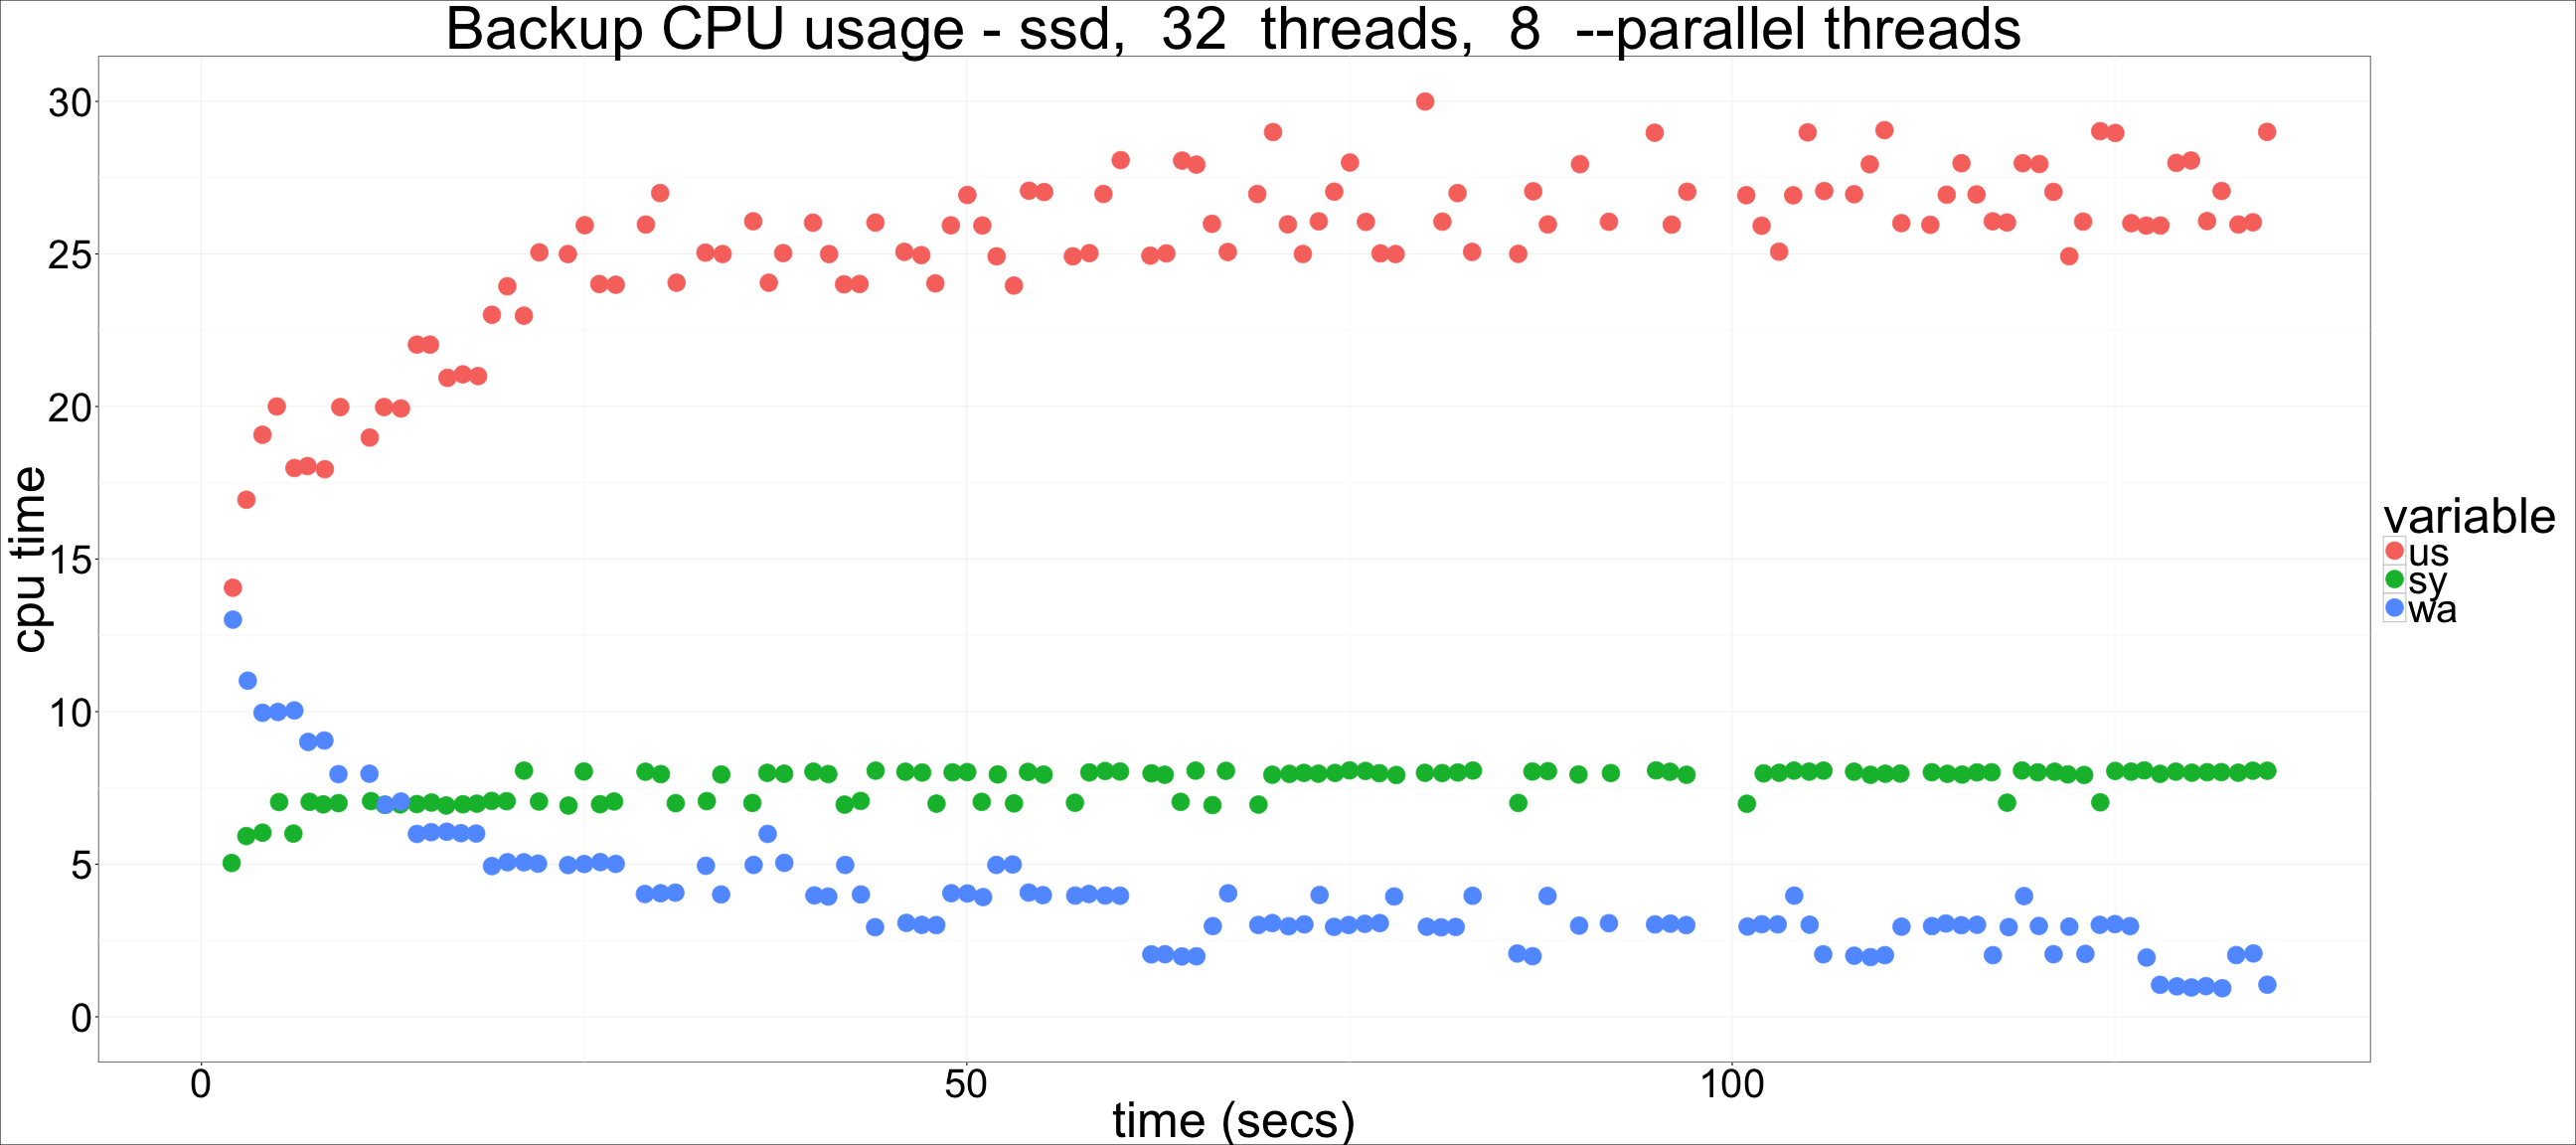 Backup CPU usage - ssd,  32  threads,  8  --parallel threads
30
25
20
15
10
5
0
cpu time
0 50 100
time (secs)
variable
us
sy
wa